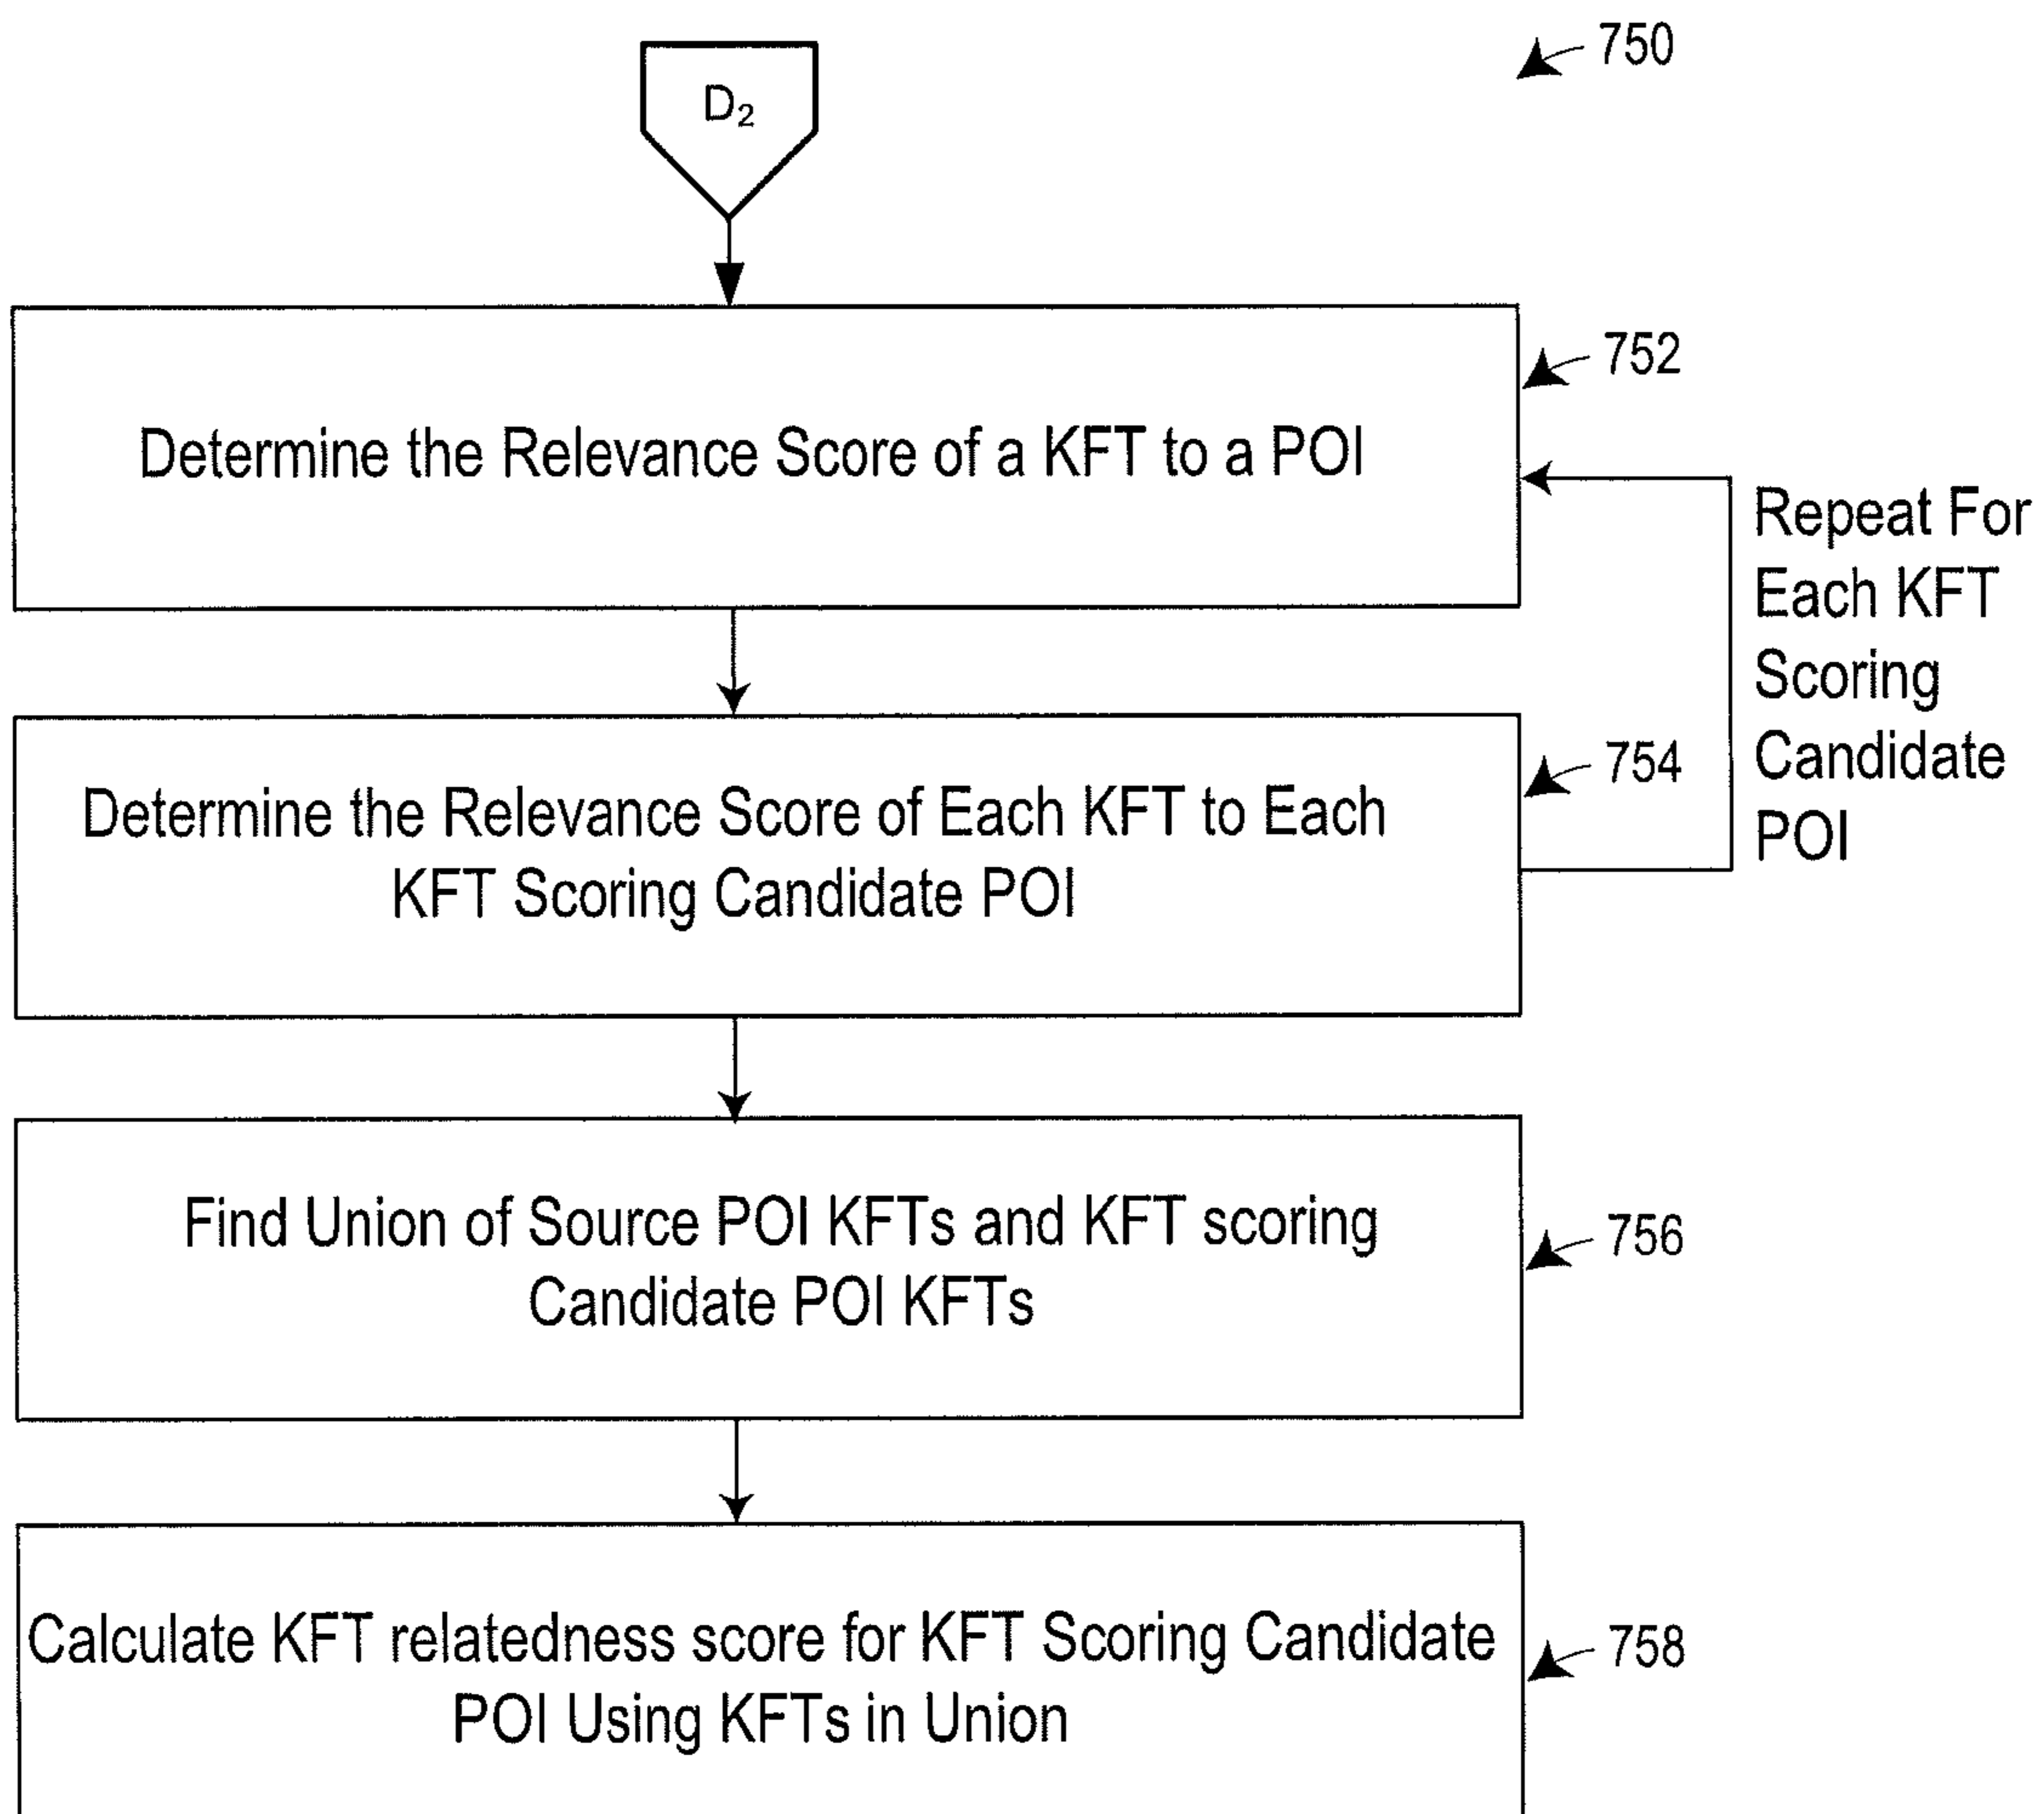 750
D₂
752
Determine the Relevance Score of a KFT to a POI
Repeat For
Each KFT
Scoring
Candidate
POI
754
Determine the Relevance Score of Each KFT to Each
KFT Scoring Candidate POI
756
Find Union of Source POI KFTs and KFT scoring
Candidate POI KFTs
758
Calculate KFT relatedness score for KFT Scoring Candidate
POI Using KFTs in Union